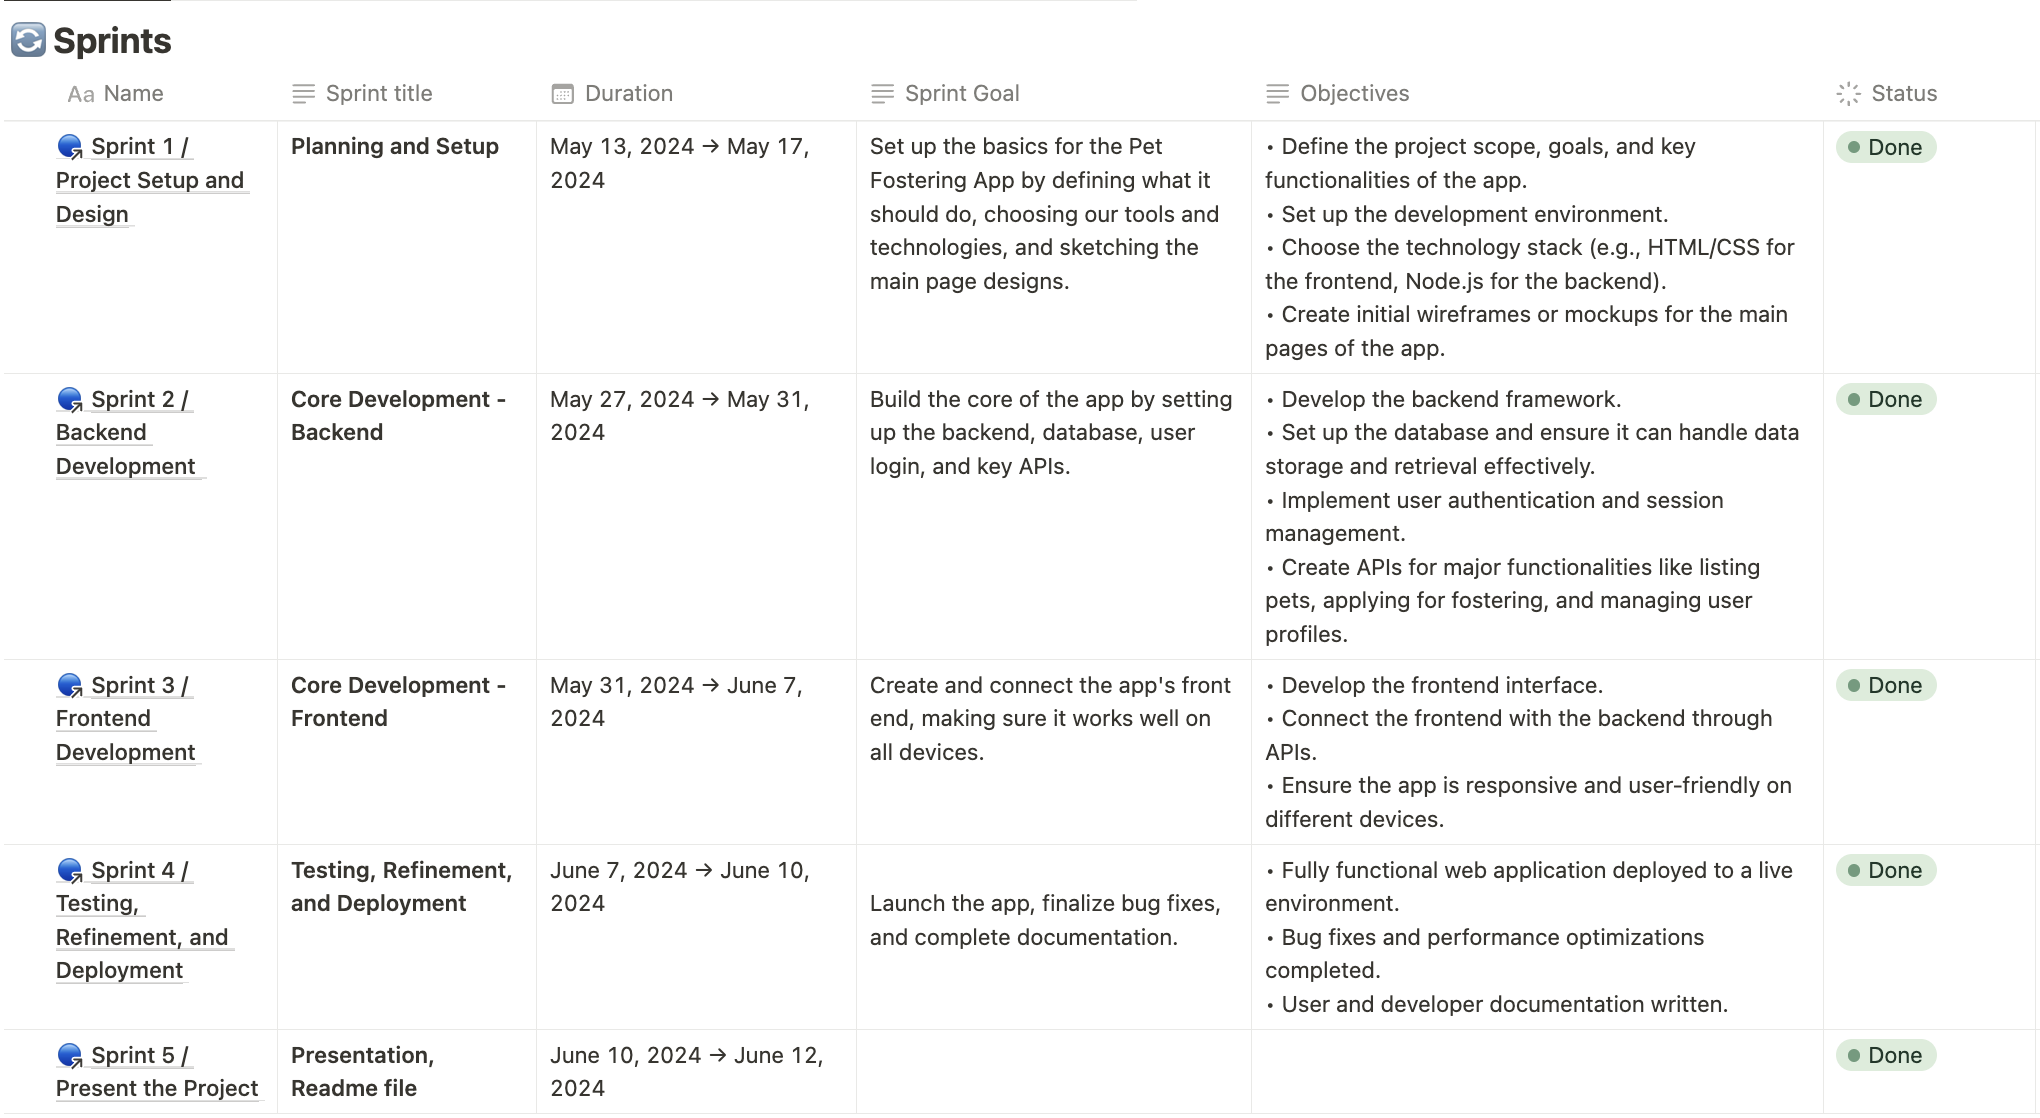 Sprints
Aa Name
Sprint title
Duration
Sprint Goal
Objectives
Status
Sprint 1 /
Project Setup and
Design
Planning and Setup
May 13, 2024 → May 17,
2024
Set up the basics for the Pet
Fostering App by defining what it
should do, choosing our tools and
technologies, and sketching the
main page designs.
• Define the project scope, goals, and key
functionalities of the app.
• Set up the development environment.
• Choose the technology stack (e.g., HTML/CSS for
the frontend, Node.js for the backend).
• Create initial wireframes or mockups for the main
pages of the app.
Done
Sprint 2 /
Backend
Development
Core Development -
Backend
May 27, 2024 → May 31,
2024
Build the core of the app by setting
up the backend, database, user
login, and key APIs.
• Develop the backend framework.
• Set up the database and ensure it can handle data
storage and retrieval effectively.
• Implement user authentication and session
management.
• Create APIs for major functionalities like listing
pets, applying for fostering, and managing user
profiles.
Done
Sprint 3 /
Frontend
Development
Core Development -
Frontend
May 31, 2024 → June 7,
2024
Create and connect the app's front
end, making sure it works well on
all devices.
• Develop the frontend interface.
• Connect the frontend with the backend through
APIs.
• Ensure the app is responsive and user-friendly on
different devices.
Done
Sprint 4 /
Testing,
Refinement, and
Deployment
Testing, Refinement,
and Deployment
June 7, 2024 → June 10,
2024
Launch the app, finalize bug fixes,
and complete documentation.
• Fully functional web application deployed to a live
environment.
• Bug fixes and performance optimizations
completed.
• User and developer documentation written.
Done
Sprint 5 /
Present the Project
Presentation,
Readme file
June 10, 2024 → June 12,
2024
Done